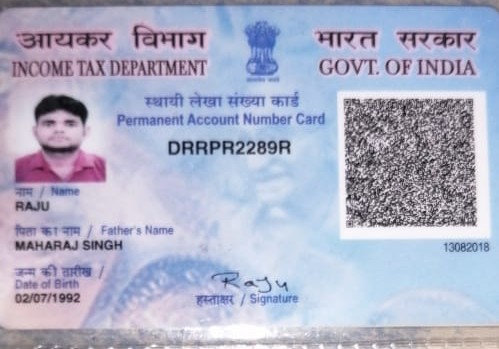 आयकर विभाग
INCOME TAX DEPARTMENT
भारत सरकार
GOVT. OF INDIA
स्थायी लेखा संख्या कार्ड
Permanent Account Number Card
DRRPR2289R
नाम / Name
RAJU
पिता का नाम / Father's Name
MAHARAJ SINGH
जन्म की तारीख /
Date of Birth
02/07/1992
Raju
हस्ताक्षर / Signature
13082018